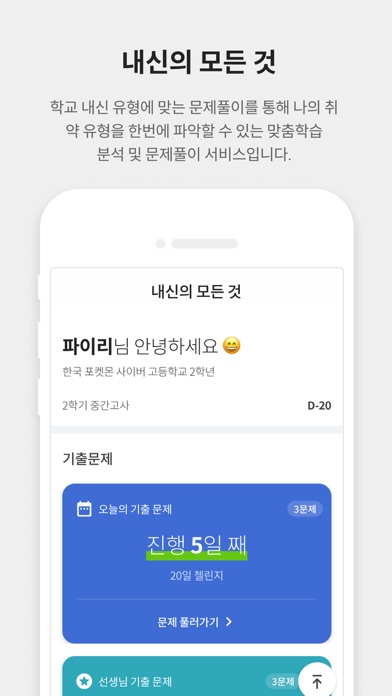 내신의 모든 것
학교 내신 유형에 맞는 문제풀이를 통해 나의 취
약 유형을 한번에 파악할 수 있는 맞춤학습
분석 및 문제풀이 서비스입니다.
내신의 모든 것
파이리님 안녕하세요 😄
한국 포켓몬 사이버 고등학교 2학년
2학기 중간고사 D-20
기출문제
오늘의 기출 문제 3문제
진행 5일 째
20일 첼린지
문제 풀러가기 >
선생님 기출 문제 3문제